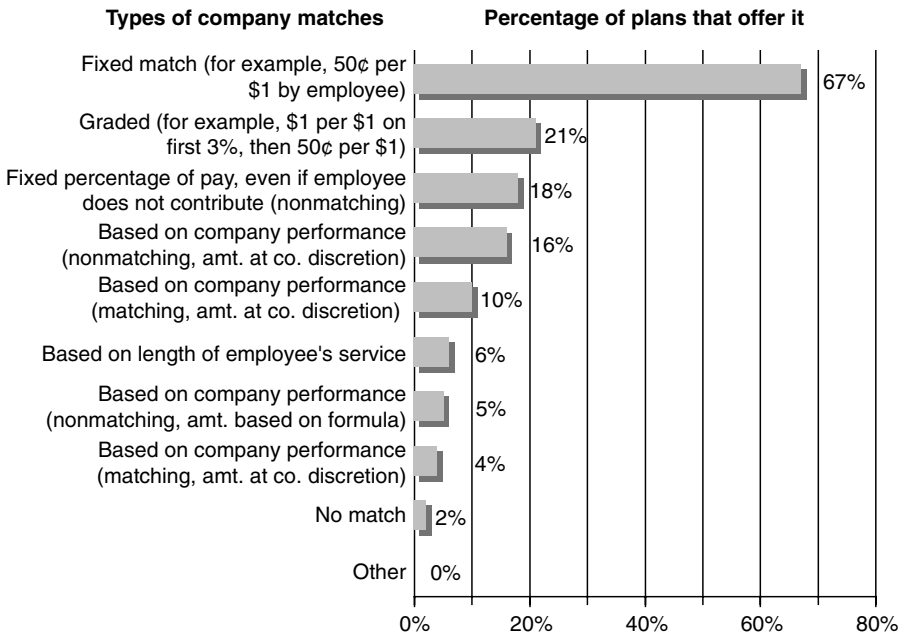 Types of company matches
Percentage of plans that offer it
Fixed match (for example, 50¢ per
$1 by employee)
67%
Graded (for example, $1 per $1 on
first 3%, then 50¢ per $1)
21%
Fixed percentage of pay, even if employee
does not contribute (nonmatching)
18%
Based on company performance
(nonmatching, amt. at co. discretion)
16%
Based on company performance
(matching, amt. at co. discretion)
10%
Based on length of employee's service
6%
Based on company performance
(nonmatching, amt. based on formula)
5%
Based on company performance
(matching, amt. at co. discretion)
4%
No match
2%
Other
0%
0%
20%
40%
60%
80%